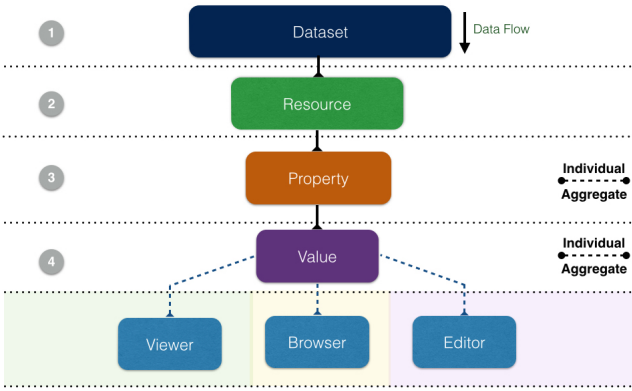 1
Dataset
Data Flow
2
Resource
3
Property
Individual
Aggregate
4
Value
Individual
Aggregate
Viewer
Browser
Editor